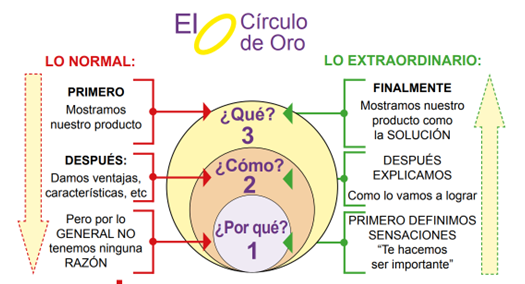 El Círculo
de Oro
LO NORMAL:
PRIMERO
Mostramos
nuestro producto
DESPUÉS:
Damos ventajas,
características, etc
Pero por lo
GENERAL NO
tenemos ninguna
RAZÓN
¿Qué?
3
¿Cómo?
2
¿Por qué?
1
LO EXTRAORDINARIO:
FINALMENTE
Mostramos nuestro
producto como
la SOLUCIÓN
DESPUÉS
EXPLICAMOS
Como lo vamos a lograr
PRIMERO DEFINIMOS
SENSACIONES
“Te hacemos
ser importante”